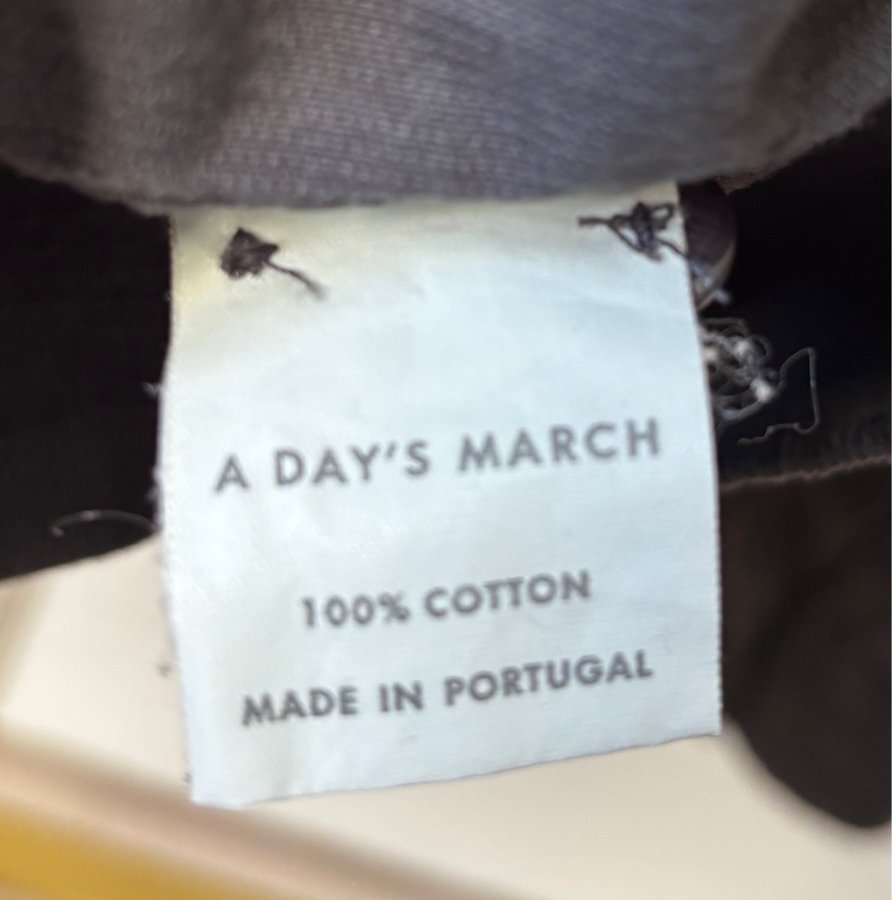 A DAY'S MARCH
100% COTTON
MADE IN PORTUGAL